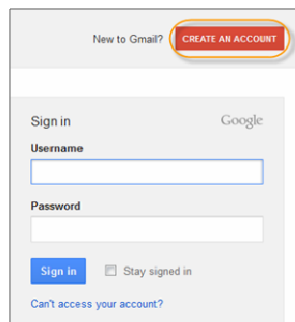 New to Gmail? CREATE AN ACCOUNT
Sign in Google
Username
Password
Sign in Stay signed in
Can't access your account?